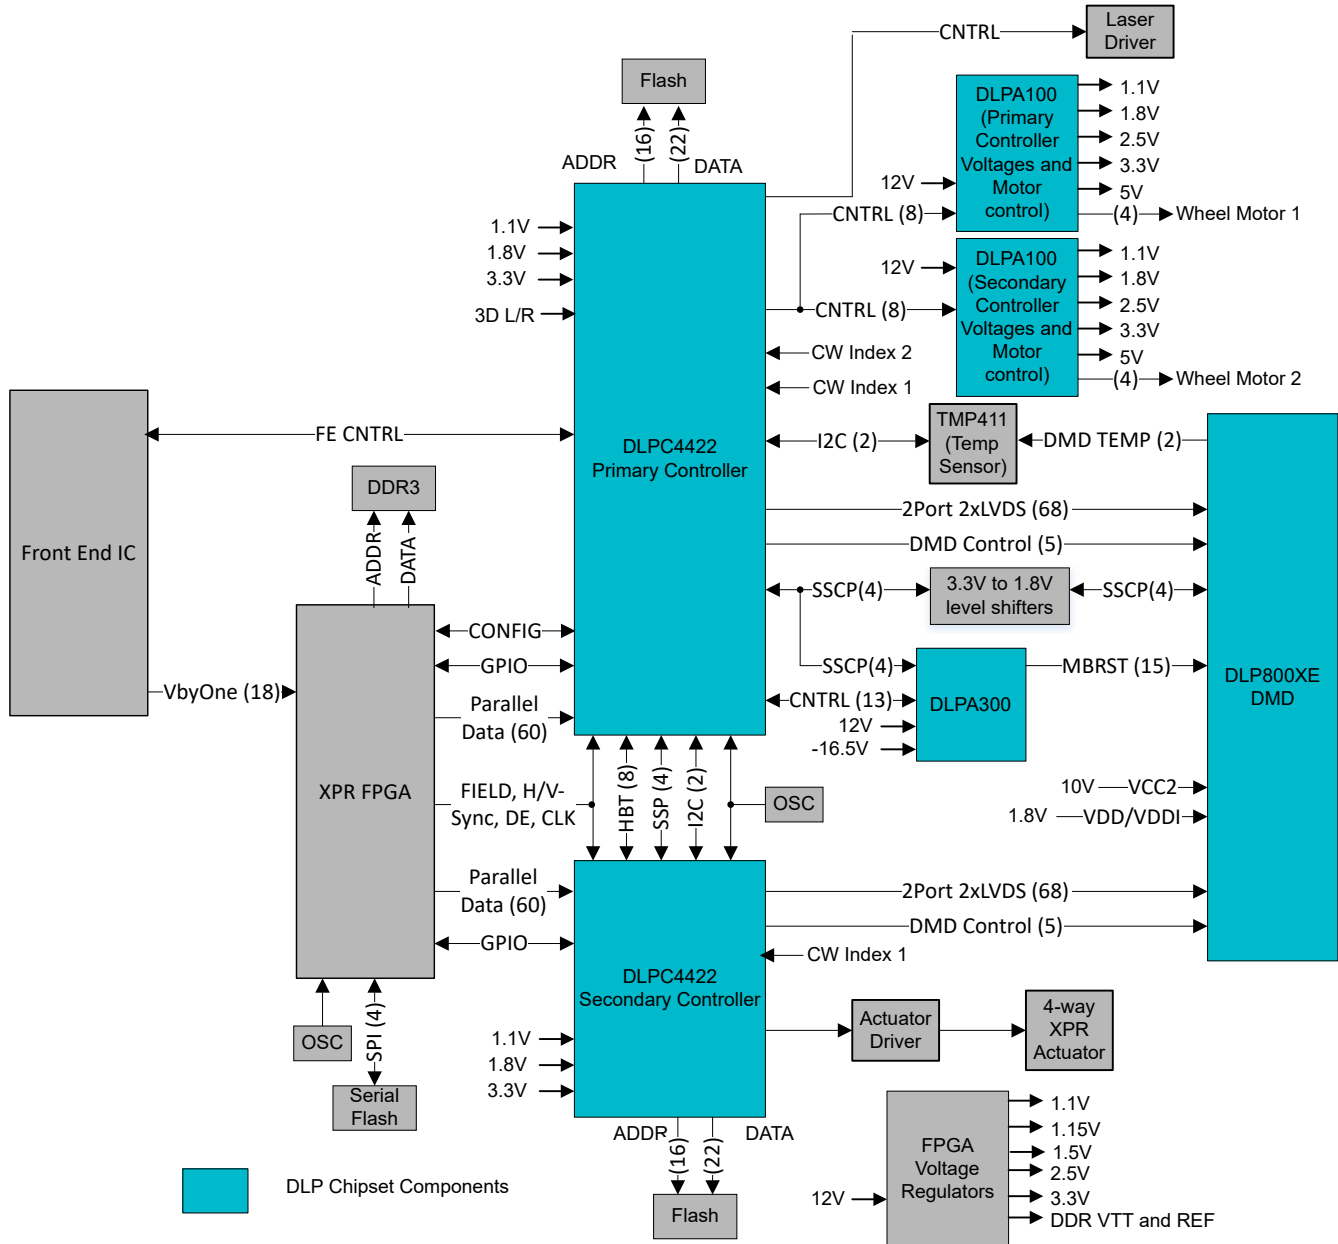 CNTRL
Laser
Driver
Flash
(16)
(22)
ADDR
DATA
DLPA100
(Primary
Controller
Voltages and
Motor
control)
12V
CNTRL (8)
1.1V
1.8V
2.5V
3.3V
5V
(4)
Wheel Motor 1
1.1V
1.8V
3.3V
3D L/R
DLPA100
(Secondary
Controller
Voltages and
Motor
control)
12V
CNTRL (8)
1.1V
1.8V
2.5V
3.3V
5V
(4)
Wheel Motor 2
CW Index 2
CW Index 1
FE CNTRL
DLPC4422
Primary Controller
I2C (2)
TMP411
(Temp
Sensor)
DMD TEMP (2)
Front End IC
DDR3
ADDR
DATA
2Port 2xLVDS (68)
DMD Control (5)
SSCP(4)
3.3V to 1.8V
level shifters
SSCP(4)
CONFIG
GPIO
VbyOne (18)
Parallel
Data (60)
SSCP(4)
CNTRL (13)
12V
-16.5V
DLPA300
MBRST (15)
DLP800XE
DMD
XPR FPGA
FIELD, H/V-
Sync, DE, CLK
HBT (8)
SSP (4)
I2C (2)
OSC
10V
VCC2
1.8V
VDD/VDDI
Parallel
Data (60)
GPIO
2Port 2xLVDS (68)
DMD Control (5)
CW Index 1
DLPC4422
Secondary Controller
OSC
SPI (4)
Serial
Flash
1.1V
1.8V
3.3V
Actuator
Driver
4-way
XPR
Actuator
ADDR
DATA
(16)
(22)
Flash
FPGA
Voltage
Regulators
12V
1.1V
1.15V
1.5V
2.5V
3.3V
DDR VTT and REF
DLP Chipset Components